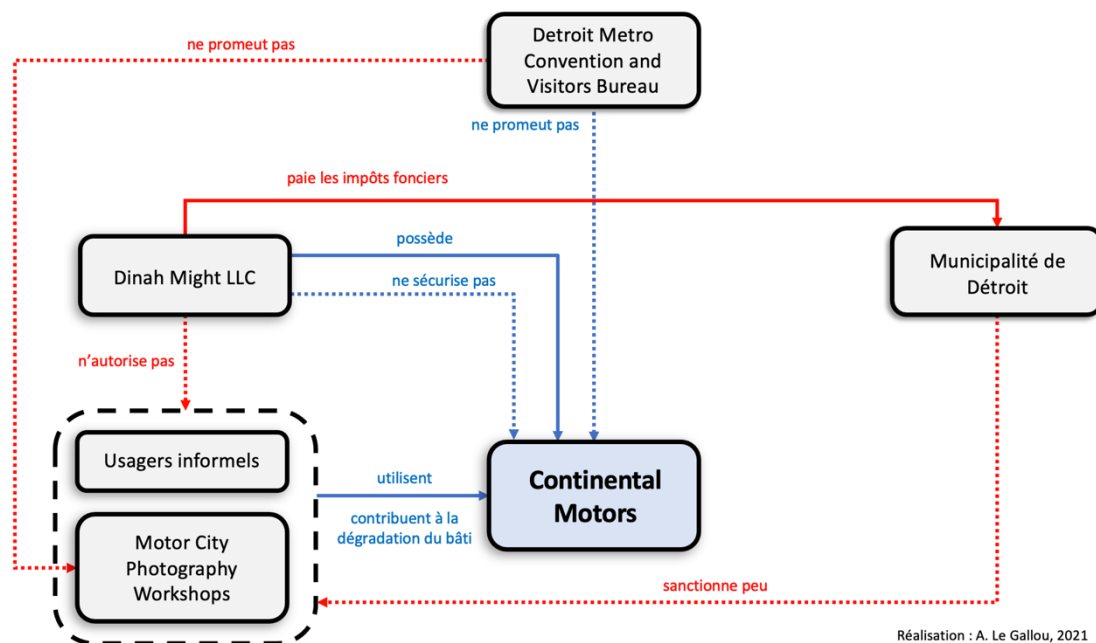 ne promeut pas
Detroit Metro
Convention and
Visitors Bureau
ne promeut pas
paie les impôts fonciers
Dinah Might LLC
possède
ne sécurise pas
Municipalité de
Détroit
n’autorise pas
Usagers informels
Motor City
Photography
Workshops
utilisent
contribuent à la
dégradation du bâti
Continental
Motors
sanctionne peu
Réalisation : A. Le Gallou, 2021